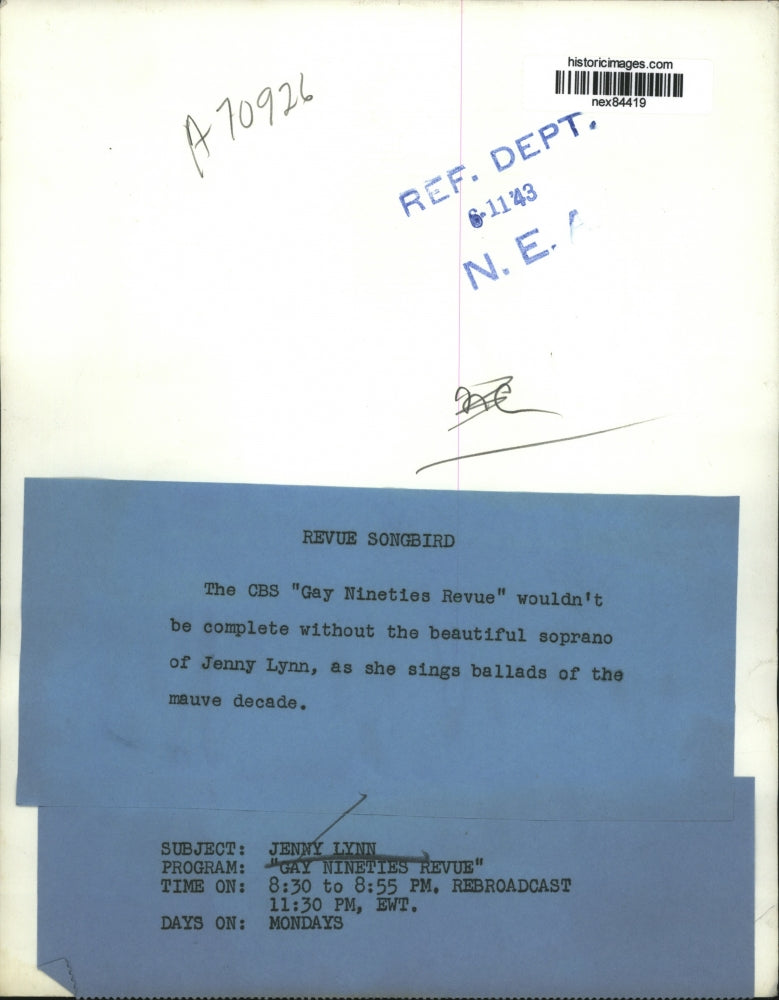 historicimages.com
nex84419
A70926
REF. DEPT.
6-11'43
N. E. A
REVUE SONGBIRD
The CBS "Gay Nineties Revue" wouldn't
be complete without the beautiful soprano
of Jenny Lynn, as she sings ballads of the
mauve decade.
SUBJECT: JENNY LYNN
PROGRAM: "GAY NINETIES REVUE"
TIME ON: 8:30 to 8:55 PM. REBROADCAST
11:30 PM, EWT.
DAYS ON: MONDAYS